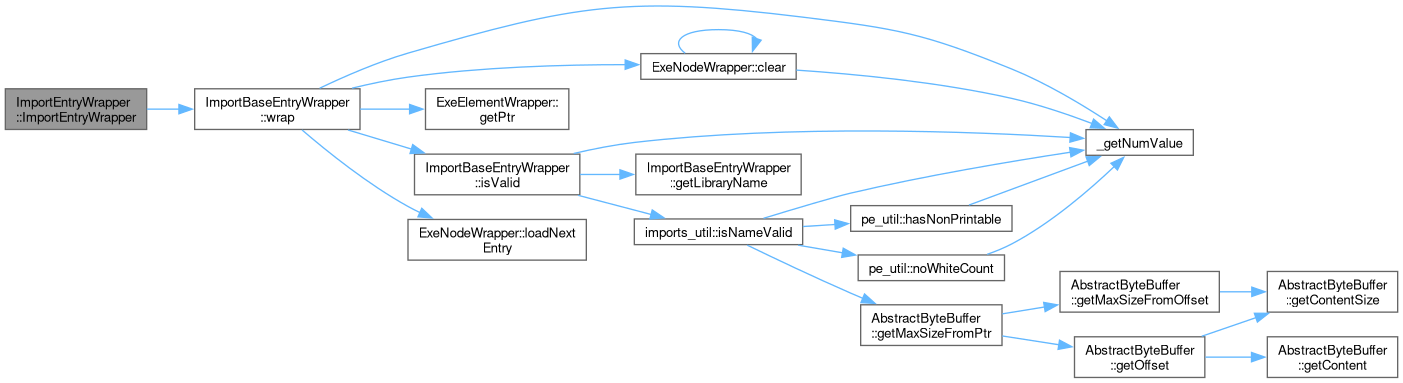 ImportEntryWrapper
::ImportEntryWrapper
ImportBaseEntryWrapper
::wrap
ExeNodeWrapper::clear
ExeElementWrapper::
getPtr
ImportBaseEntryWrapper
::isValid
ExeNodeWrapper::loadNext
Entry
ImportBaseEntryWrapper
::getLibraryName
imports_util::isNameValid
_getNumValue
pe_util::hasNonPrintable
pe_util::noWhiteCount
AbstractByteBuffer
::getMaxSizeFromPtr
AbstractByteBuffer
::getMaxSizeFromOffset
AbstractByteBuffer
::getOffset
AbstractByteBuffer
::getContentSize
AbstractByteBuffer
::getContent